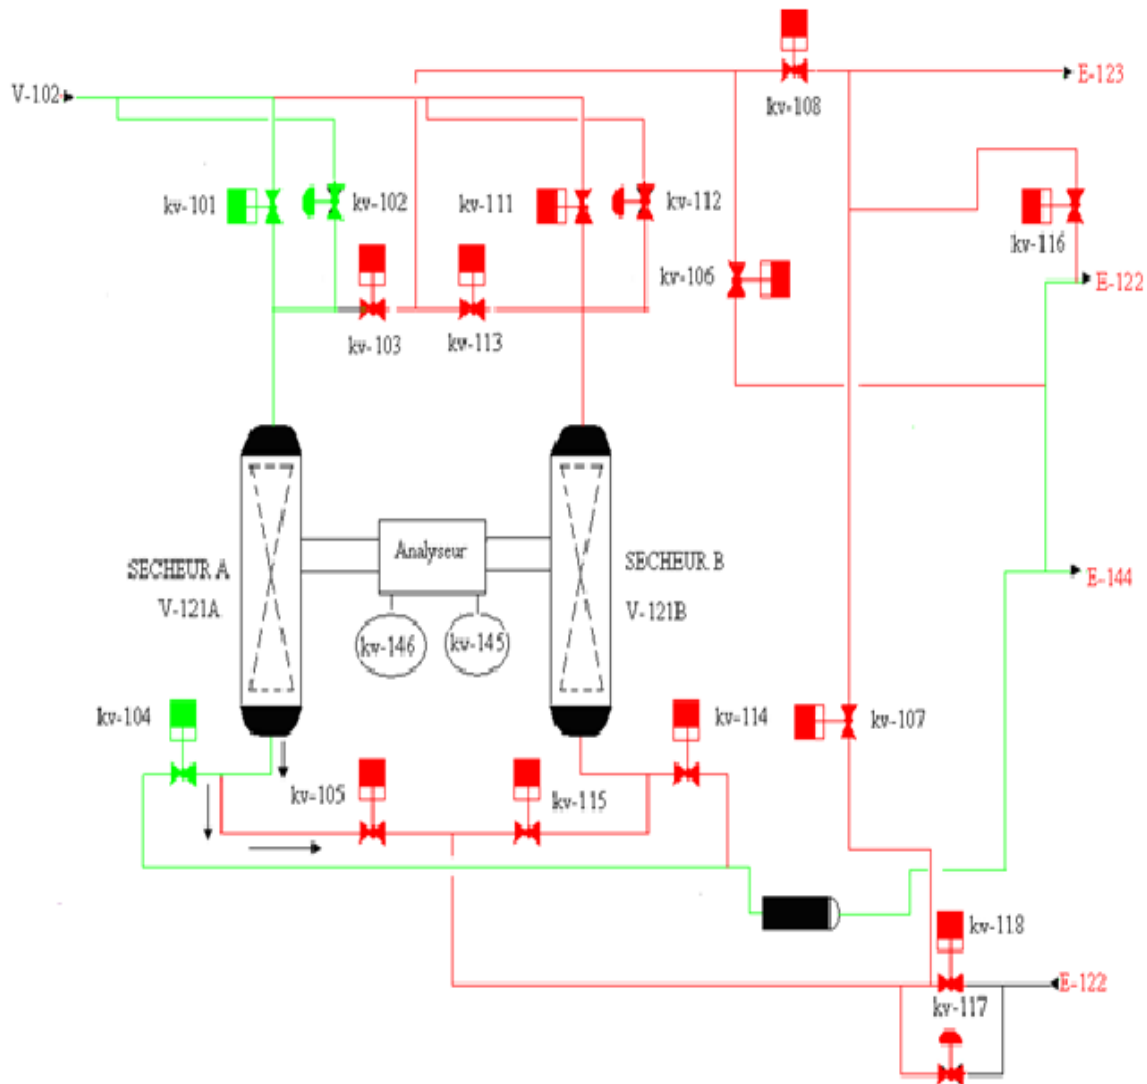 E-123
V-102
kv=108
kv-101
kv-102
kv-111
kv=112
kv-116
kv=106
E-122
kv-103
kv-113
Analyseur
SECHEUR A
SECHEUR B
E-144
V-121A
V-121B
kv-146
kv-145
kv=104
kv=114
kv-107
kv=105
kv-115
kv-118
E=122
kv-117